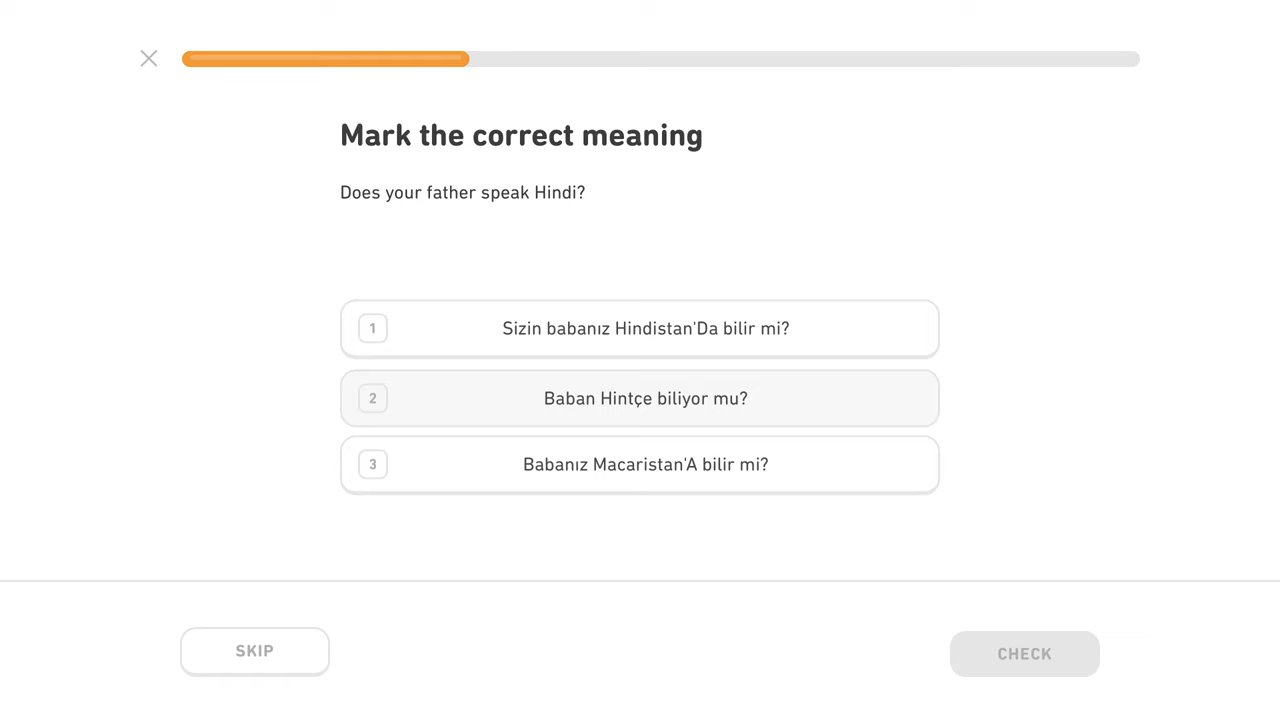 Mark the correct meaning
Does your father speak Hindi?
1 Sizin babanız Hindistan'Da bilir mi?
2 Baban Hintçe biliyor mu?
3 Babanız Macaristan'A bilir mi?
SKIP CHECK